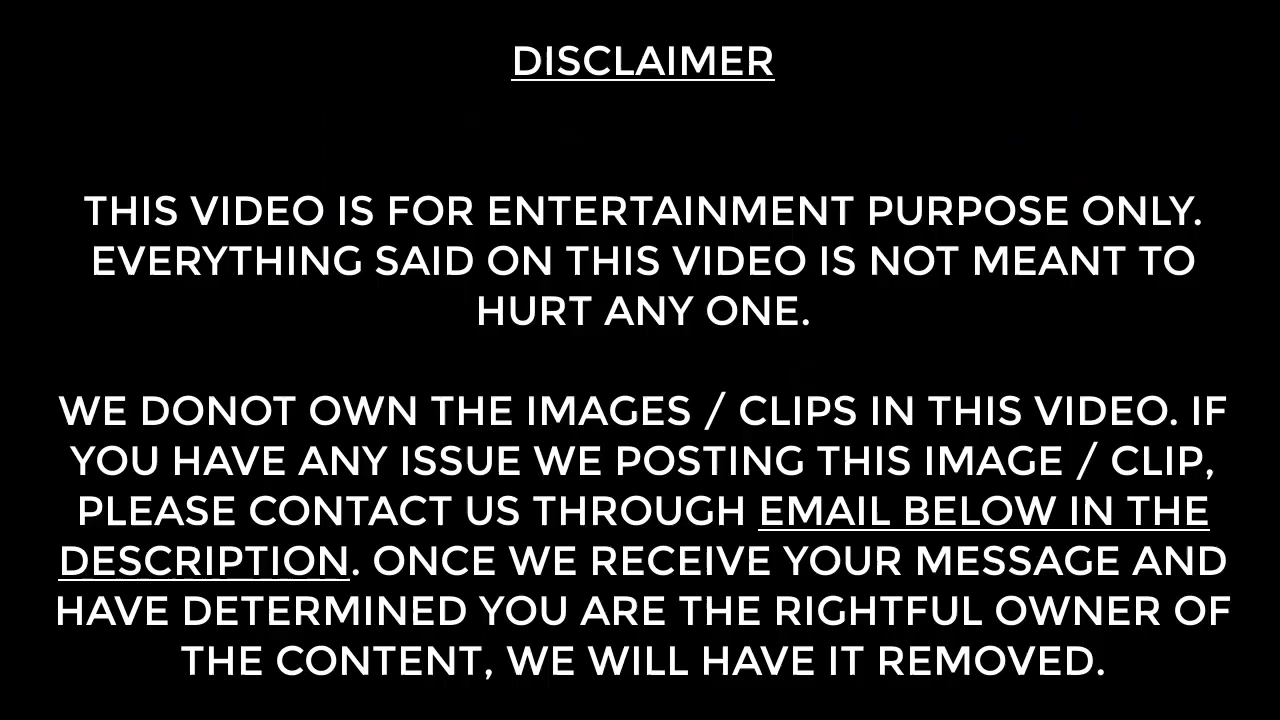 DISCLAIMER
THIS VIDEO IS FOR ENTERTAINMENT PURPOSE ONLY.
EVERYTHING SAID ON THIS VIDEO IS NOT MEANT TO
HURT ANY ONE.
WE DONOT OWN THE IMAGES / CLIPS IN THIS VIDEO. IF
YOU HAVE ANY ISSUE WE POSTING THIS IMAGE / CLIP,
PLEASE CONTACT US THROUGH EMAIL BELOW IN THE
DESCRIPTION. ONCE WE RECEIVE YOUR MESSAGE AND
HAVE DETERMINED YOU ARE THE RIGHTFUL OWNER OF
THE CONTENT, WE WILL HAVE IT REMOVED.